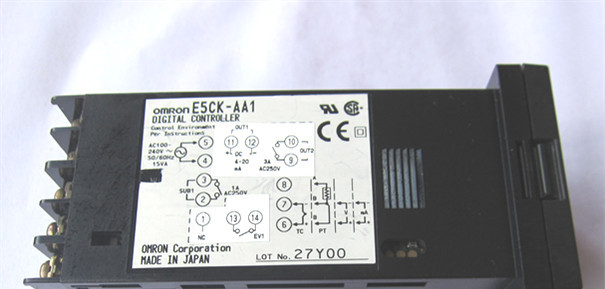 omron E5CK-AA1
DIGITAL CONTROLLER
Control Environment
Per Instructions
AC100-
240V ~
50/60Hz
15VA
5
4
OUT1
11 12
DC
4-20
mA
10
9
3A
AC250V
OUT2
3
2
SUB1
1A
AC250V
1
NC
13 14
EV1
8
7
6
A
B
B
TC
PT
V
mA
CE
OMRON Corporation
MADE IN JAPAN
LOT No. 27Y00